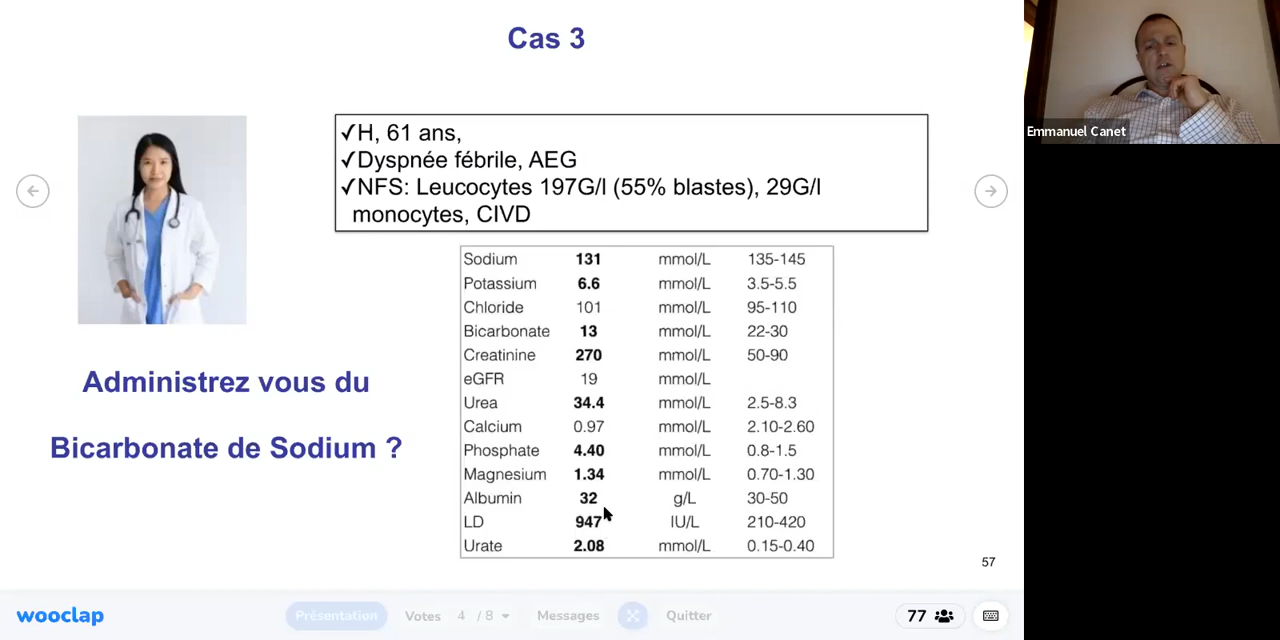 Cas 3
✓H, 61 ans,
✓Dyspnée fébrile, AEG
✓NFS: Leucocytes 197G/l (55% blastes), 29G/l
monocytes, CIVD
Administrez vous du
Bicarbonate de Sodium ?
Sodium 131 mmol/L 135-145
Potassium 6.6 mmol/L 3.5-5.5
Chloride 101 mmol/L 95-110
Bicarbonate 13 mmol/L 22-30
Creatinine 270 mmol/L 50-90
eGFR 19 mmol/L
Urea 34.4 mmol/L 2.5-8.3
Calcium 0.97 mmol/L 2.10-2.60
Phosphate 4.40 mmol/L 0.8-1.5
Magnesium 1.34 mmol/L 0.70-1.30
Albumin 32 g/L 30-50
LD 947 IU/L 210-420
Urate 2.08 mmol/L 0.15-0.40
57
Emmanuel Canet
wooclap Présentation Votes 4 / 8 Messages Quitter 77